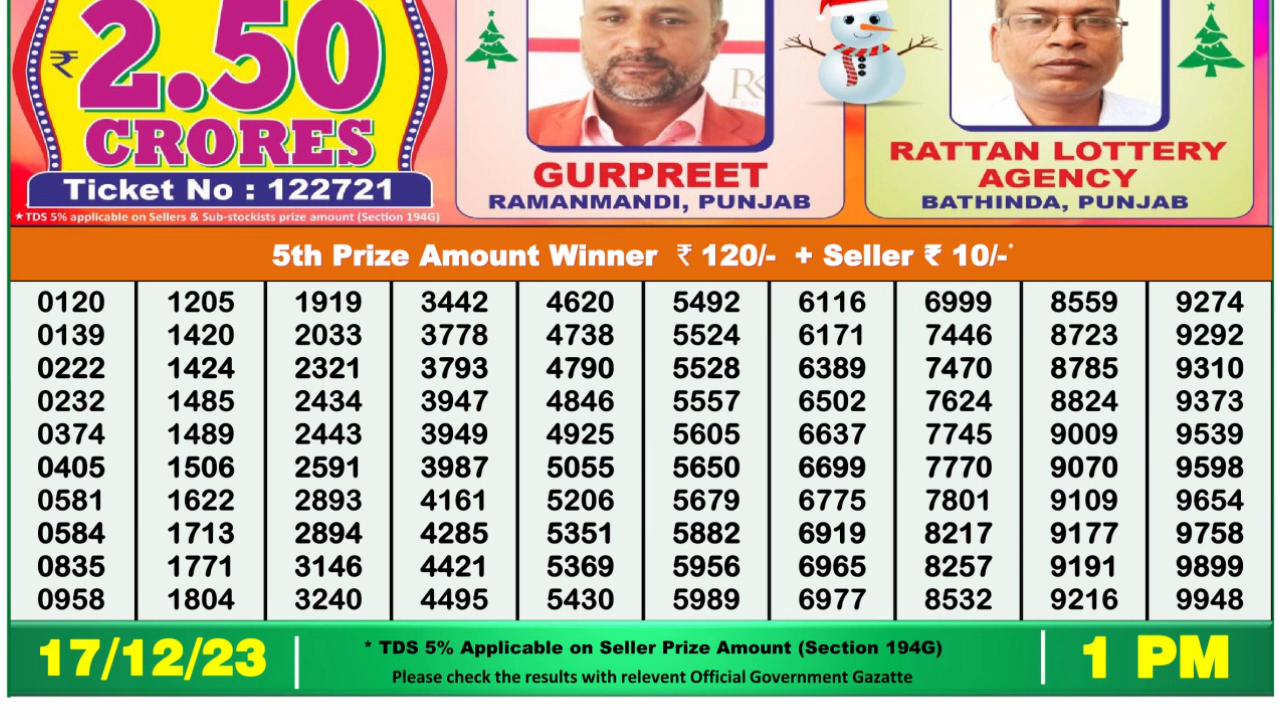 ₹ 2.50
CRORES
Ticket No : 122721
★ TDS 5% applicable on Sellers & Sub-stockists prize amount (Section 194G)
GURPREET
RAMANMANDI, PUNJAB
RATTAN LOTTERY
AGENCY
BATHINDA, PUNJAB
5th Prize Amount Winner ₹ 120/- + Seller ₹ 10/-*
0120 1205 1919 3442 4620 5492 6116 6999 8559 9274
0139 1420 2033 3778 4738 5524 6171 7446 8723 9292
0222 1424 2321 3793 4790 5528 6389 7470 8785 9310
0232 1485 2434 3947 4846 5557 6502 7624 8824 9373
0374 1489 2443 3949 4925 5605 6637 7745 9009 9539
0405 1506 2591 3987 5055 5650 6699 7770 9070 9598
0581 1622 2893 4161 5206 5679 6775 7801 9109 9654
0584 1713 2894 4285 5351 5882 6919 8217 9177 9758
0835 1771 3146 4421 5369 5956 6965 8257 9191 9899
0958 1804 3240 4495 5430 5989 6977 8532 9216 9948
17/12/23
* TDS 5% Applicable on Seller Prize Amount (Section 194G)
Please check the results with relevent Official Government Gazatte
1 PM